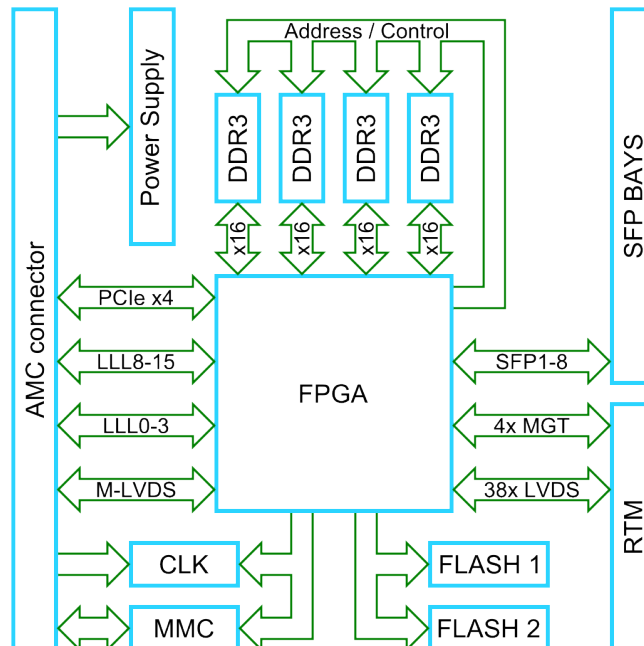 Address / Control
AMC connector
Power Supply
DDR3
DDR3
DDR3
DDR3
SFP BAYS
x16
x16
x16
x16
PCIe x4
LLL8-15
LLL0-3
M-LVDS
FPGA
SFP1-8
4x MGT
38x LVDS
RTM
CLK
FLASH 1
MMC
FLASH 2